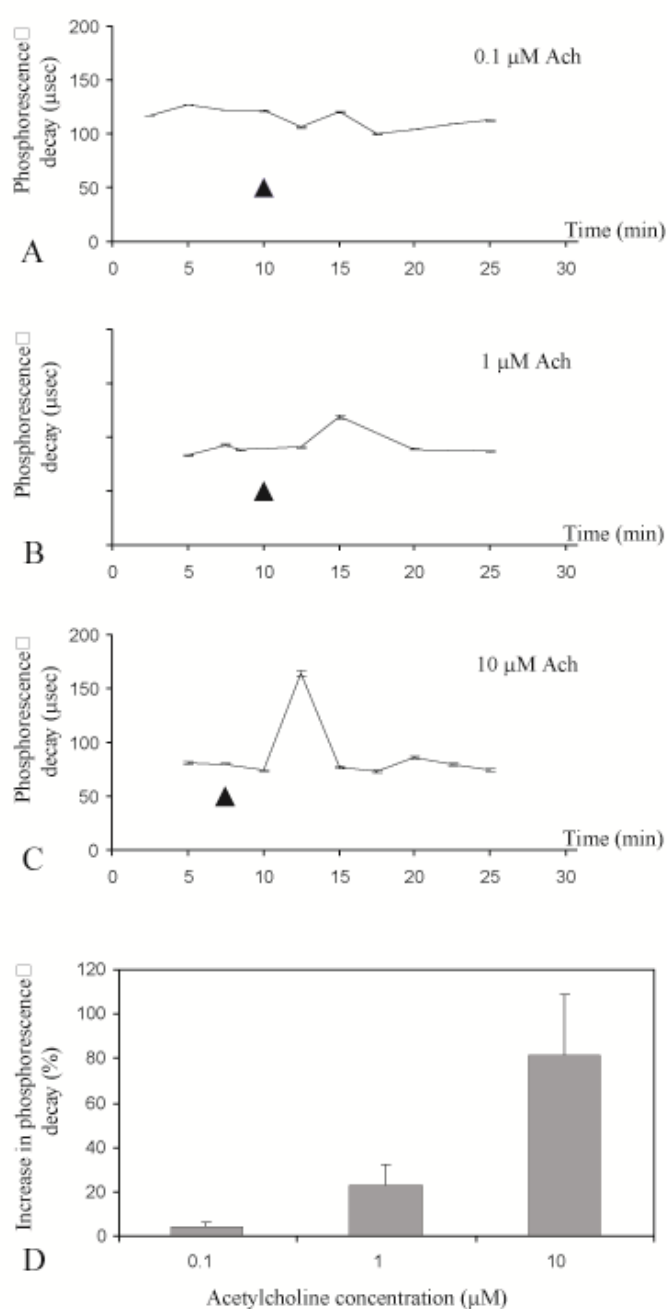 Phosphorescence□
decay (µsec)
200
150
100
50
0
0.1 µM Ach
Time (min)
0 5 10 15 20 25 30
A
Phosphorescence□
decay (µsec)
1 µM Ach
Time (min)
0 5 10 15 20 25 30
B
Phosphorescence□
decay (µsec)
200
150
100
50
0
10 µM Ach
Time (min)
0 5 10 15 20 25 30
C
Increase in phosphorescence□
decay (%)
120
100
80
60
40
20
0
0.1 1 10
D
Acetylcholine concentration (µM)